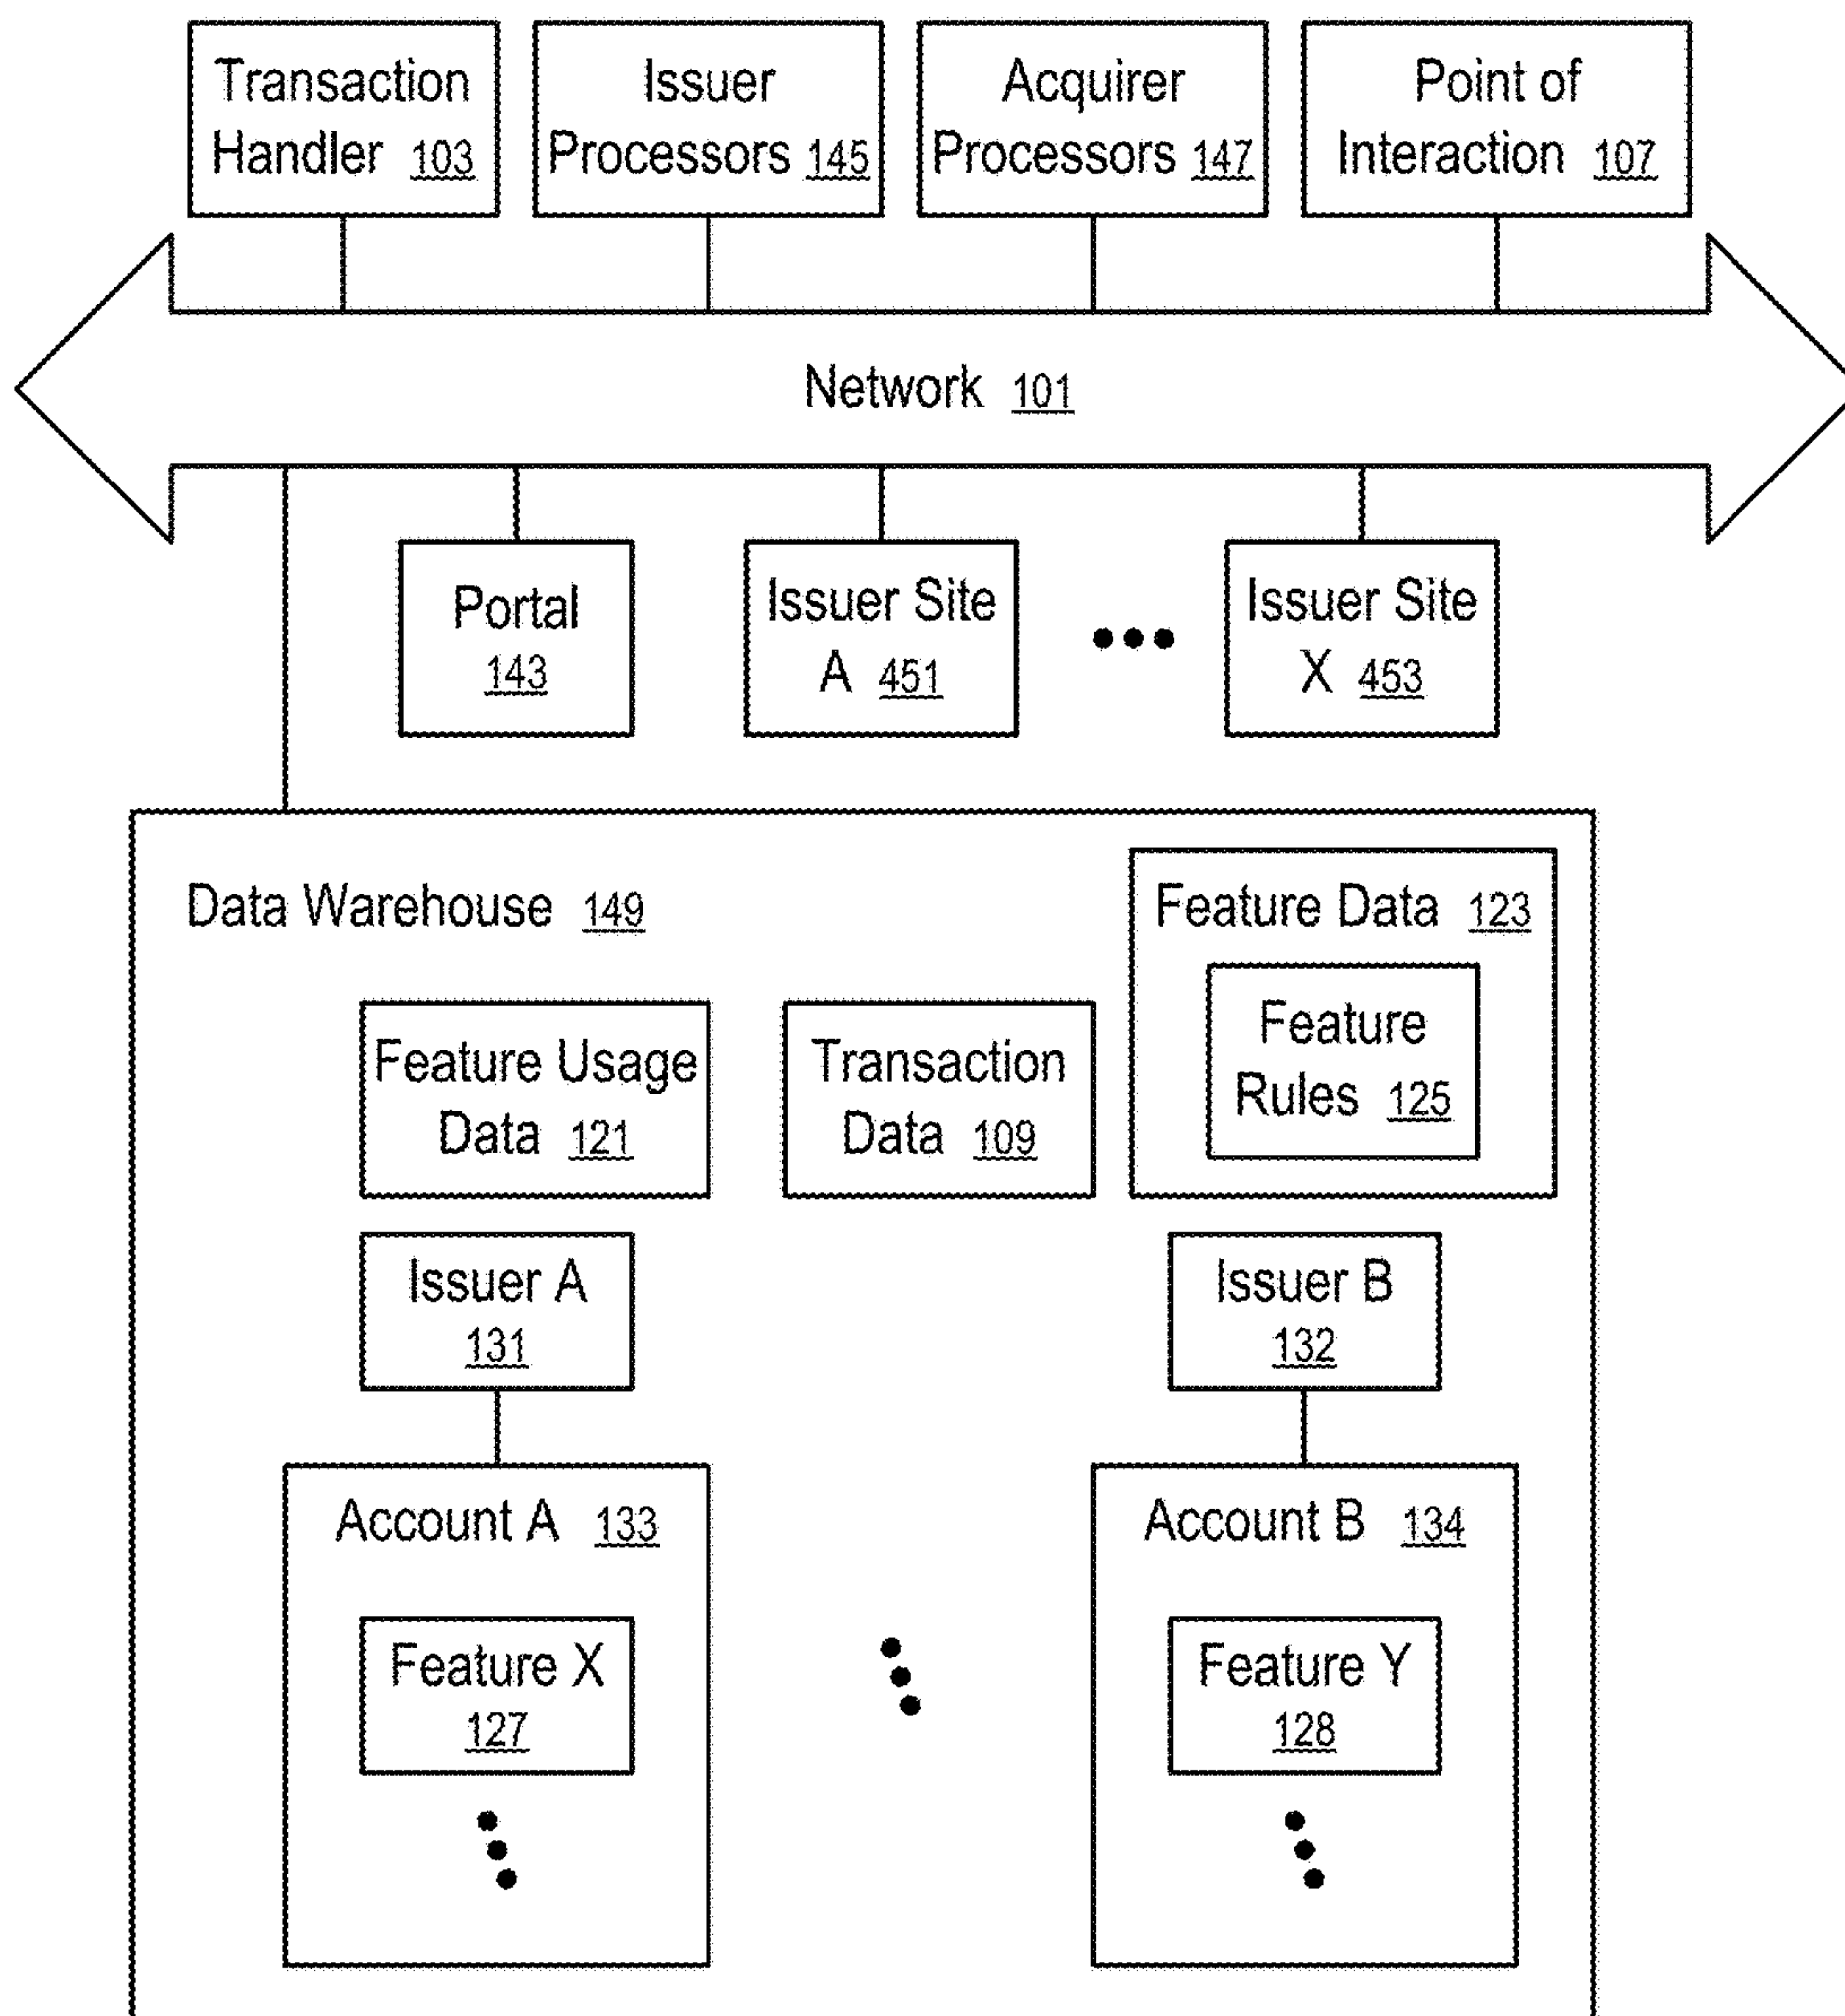 Transaction
Handler 103
Issuer
Processors 145
Acquirer
Processors 147
Point of
Interaction 107
Network 101
Portal
143
Issuer Site
A 451
Issuer Site
X 453
Data Warehouse 149
Feature Data 123
Feature
Rules 125
Feature Usage
Data 121
Transaction
Data 109
Issuer A
131
Issuer B
132
Account A 133
Account B 134
Feature X
127
Feature Y
128